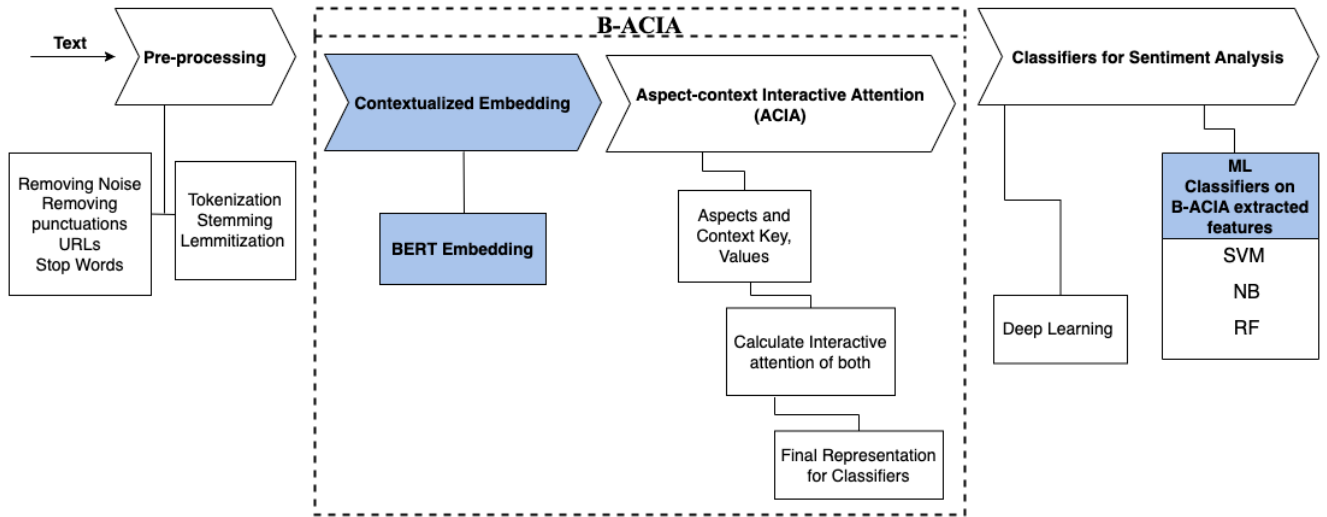 Text
Pre-processing
Removing Noise
Removing
punctuations
URLs
Stop Words
Tokenization
Stemming
Lemmitization
B-ACIA
Contextualized Embedding
BERT Embedding
Aspect-context Interactive Attention
(ACIA)
Aspects and
Context Key,
Values
Calculate Interactive
attention of both
Final Representation
for Classifiers
Classifiers for Sentiment Analysis
Deep Learning
ML
Classifiers on
B-ACIA extracted
features
SVM
NB
RF